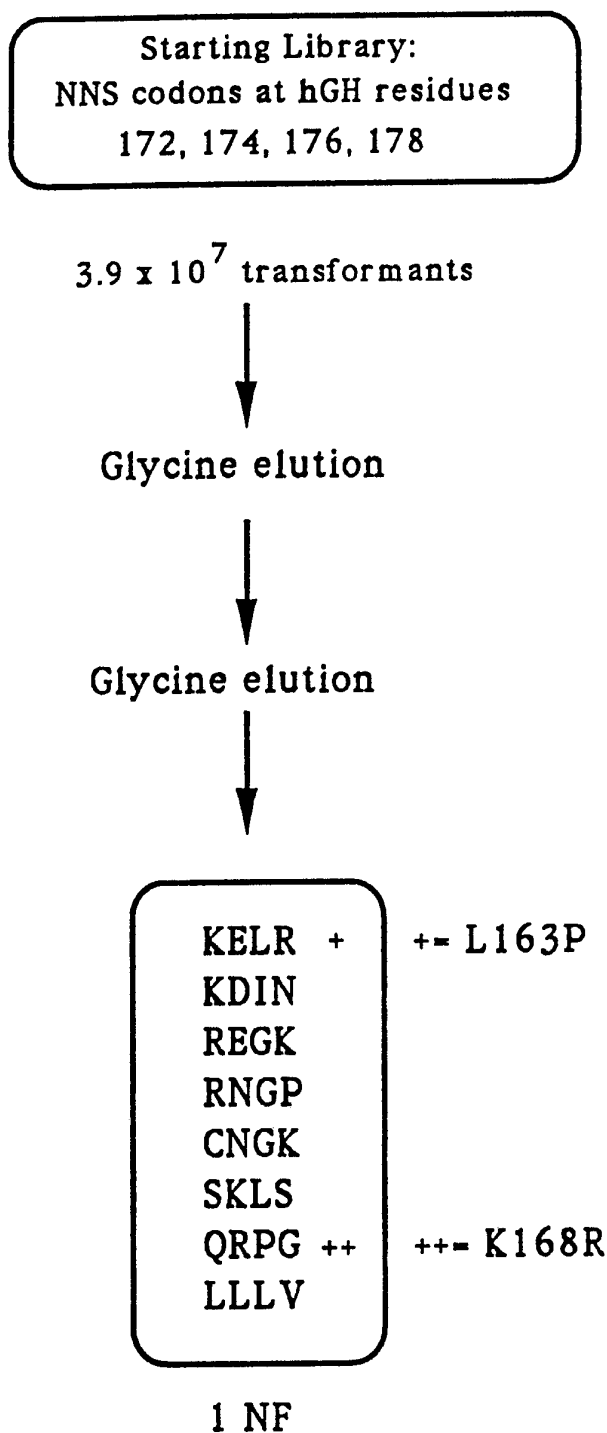 Starting Library:
NNS codons at hGH residues
172, 174, 176, 178
3.9 x 10^7 transformants
Glycine elution
Glycine elution
KELR + += L163P
KDIN
REGK
RNGP
CNGK
SKLS
QRPG ++ ++= K168R
LLLV
1 NF